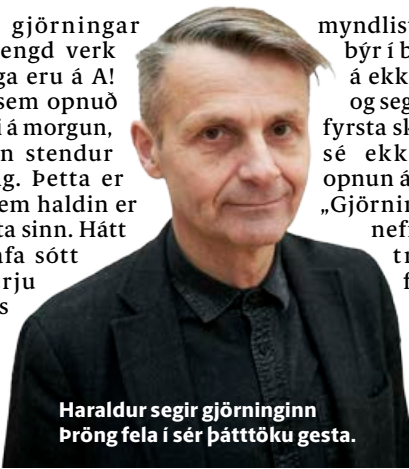 gjörningar
engd verk
ga eru á A!
sem opnuð
i á morgun,
n stendur
g. Þetta er
em haldin er
ta sinn. Hátt
afa sótt
rju
s
myndlist
býr í b
á ekk
og seg
fyrsta sk
sé ekk
opnun á
„Gjörnin
nef
t
f
Haraldur segir gjörninginn
Þröng fela í sér þátttöku gesta.